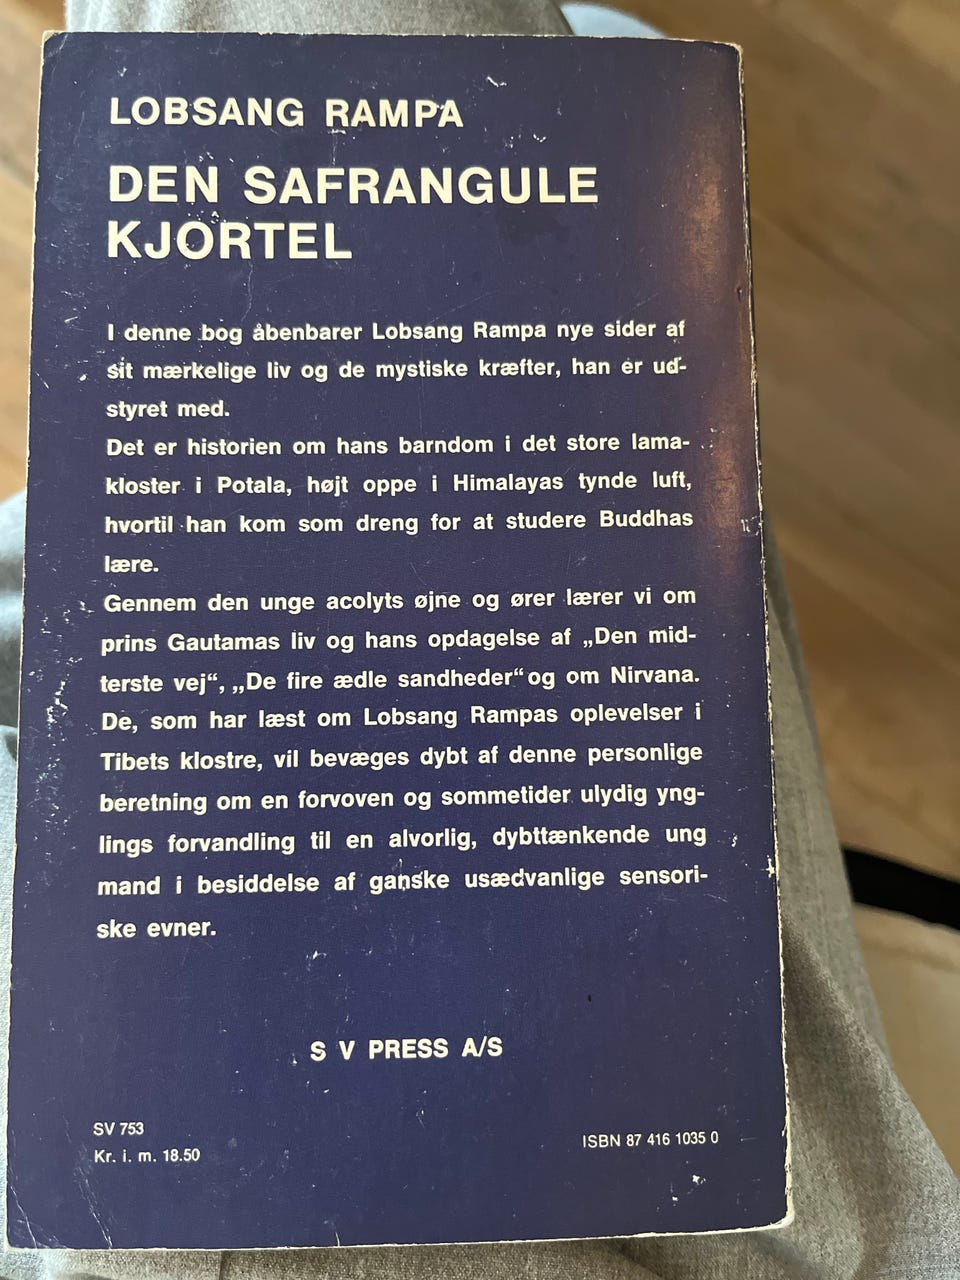 LOBSANG RAMPA
DEN SAFRANGULE
KJORTEL
I denne bog åbenbarer Lobsang Rampa nye sider af
sit mærkelige liv og de mystiske kræfter, han er ud-
styret med.
Det er historien om hans barndom i det store lama-
kloster i Potala, højt oppe i Himalayas tynde luft,
hvortil han kom som dreng for at studere Buddhas
lære.
Gennem den unge acolyts øjne og ører lærer vi om
prins Gautamas liv og hans opdagelse af „Den mid-
terste vej“, „De fire ædle sandheder“ og om Nirvana.
De, som har læst om Lobsang Rampas oplevelser i
Tibets klostre, vil bevæges dybt af denne personlige
beretning om en forvoven og sommetider ulydig yng-
lings forvandling til en alvorlig, dybttænkende ung
mand i besiddelse af ganske usædvanlige sensori-
ske evner.
S V PRESS A/S
SV 753
Kr. i. m. 18.50
ISBN 87 416 1035 0